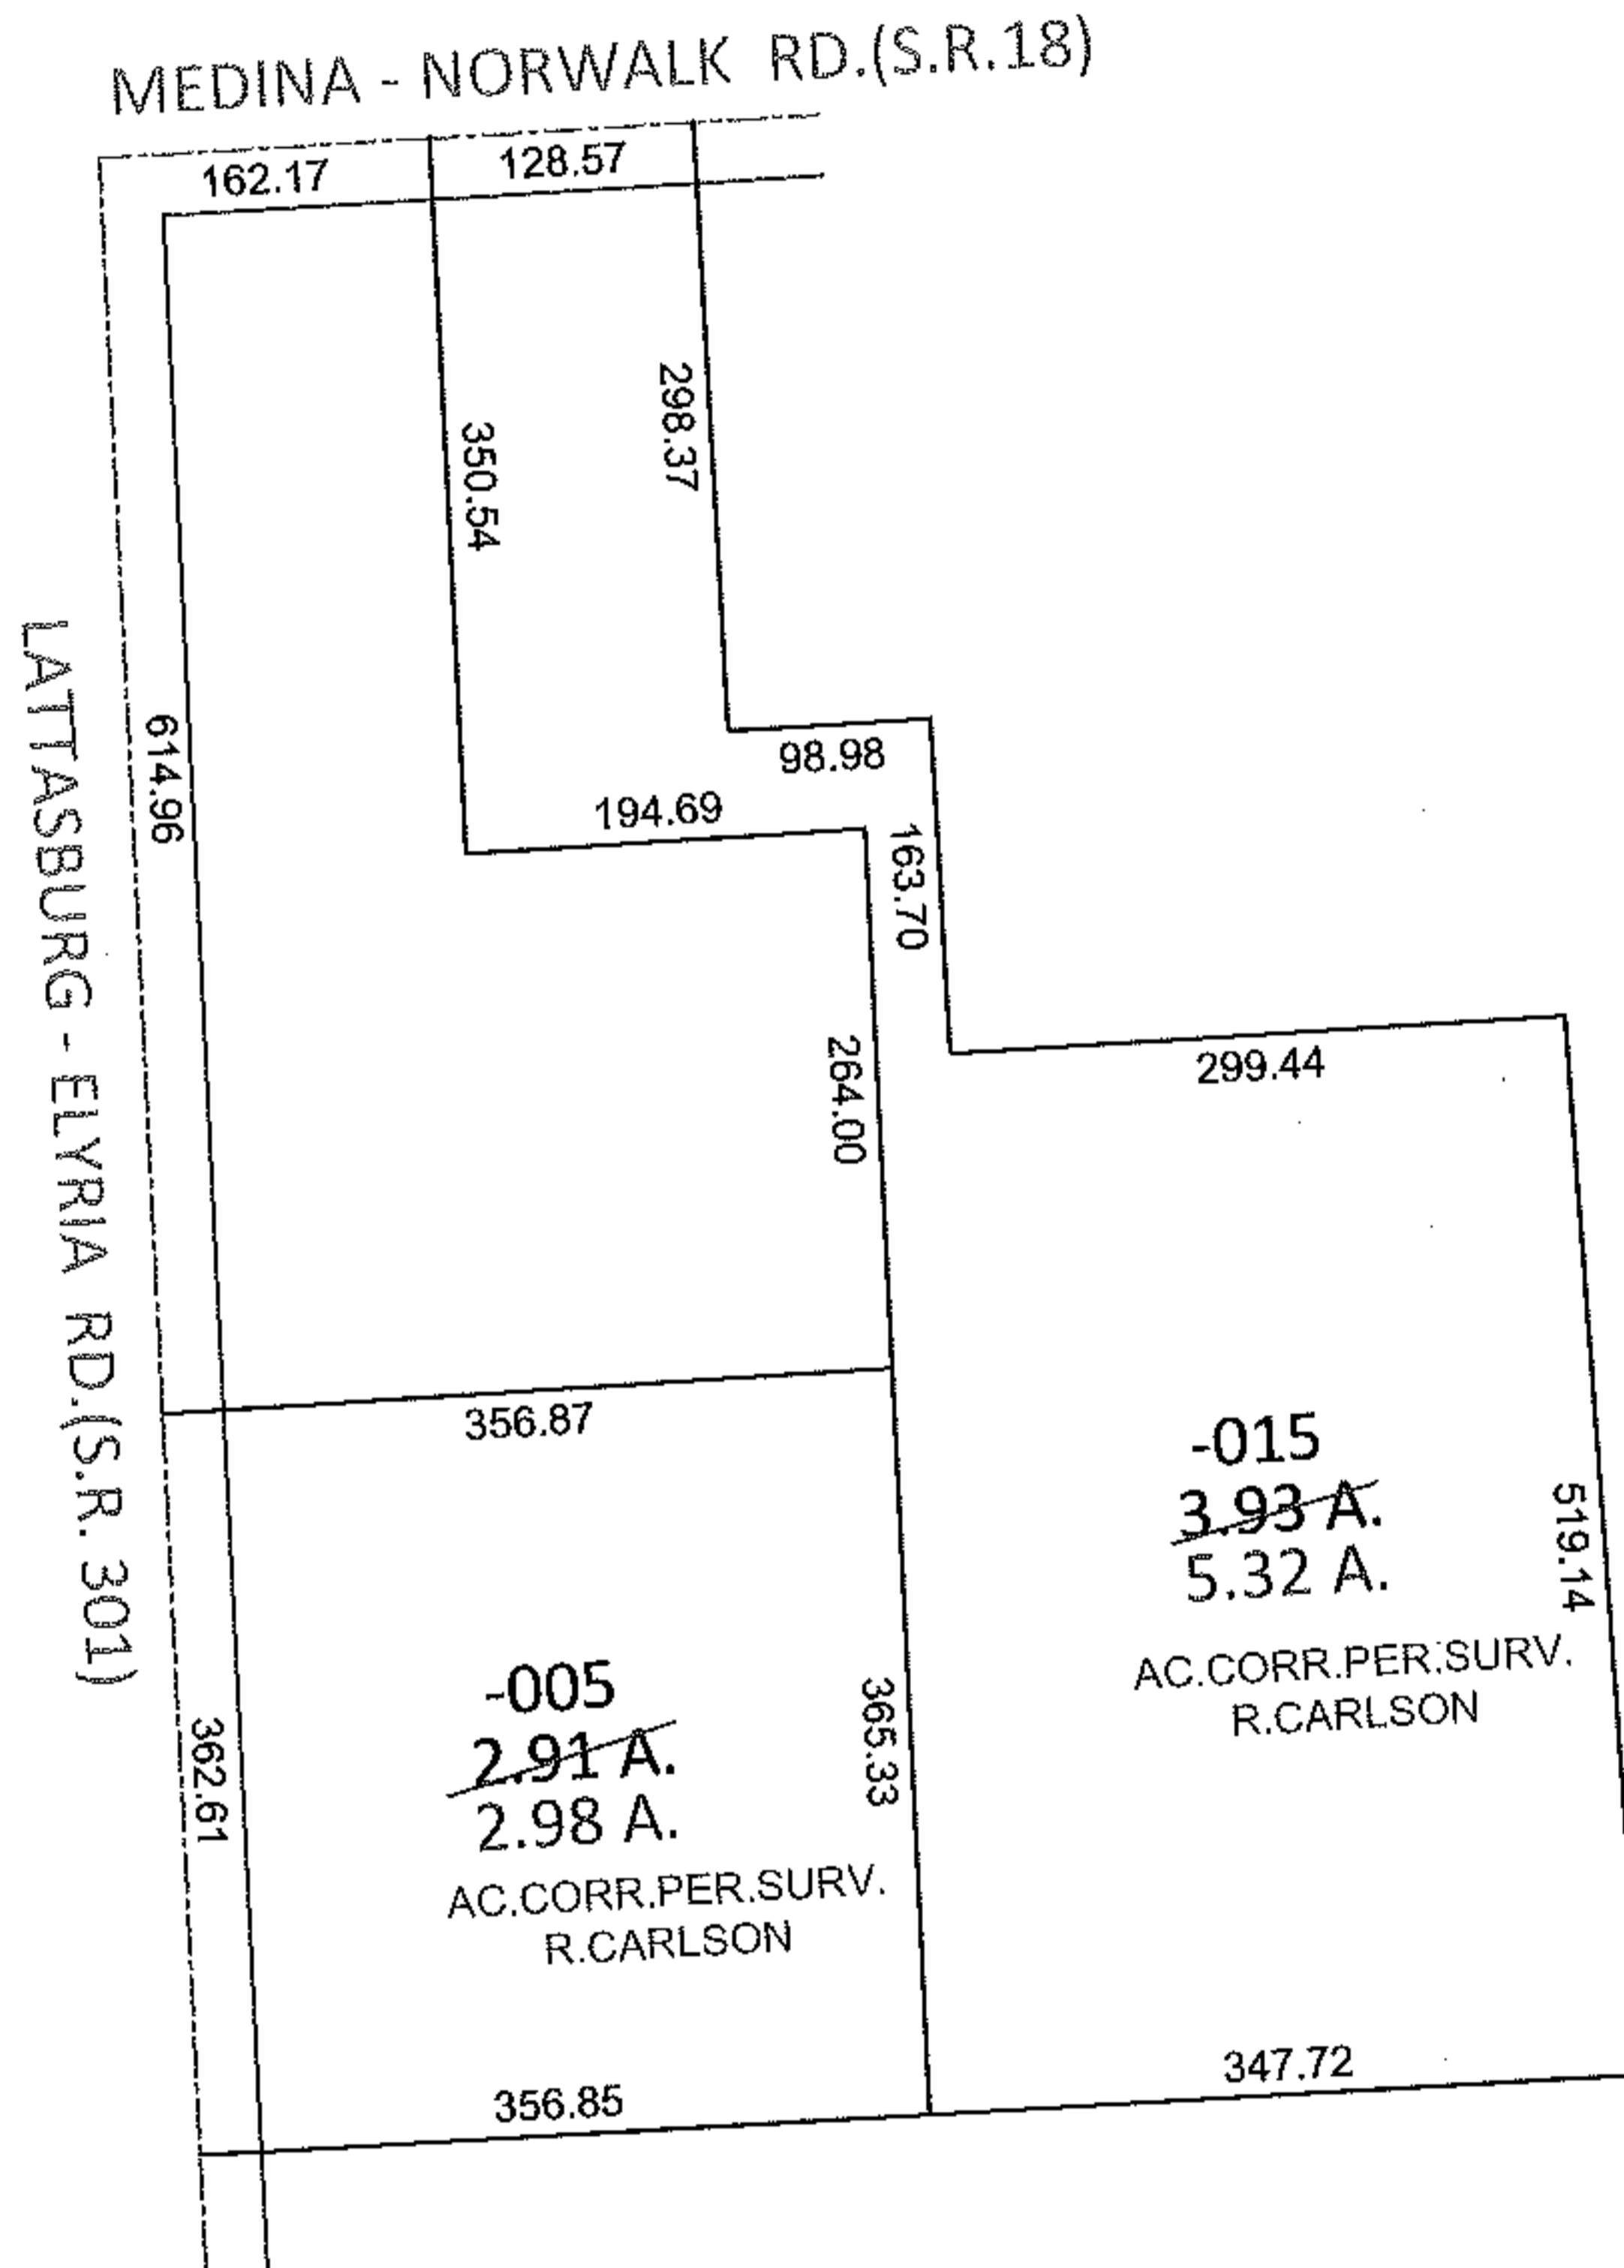 MEDINA - NORWALK RD.(S.R.18)
162.17
128.57
298.37
350.54
614.96
98.98
194.69
163.70
264.00
299.44
LATTASBURG - ELYRIA RD.(S.R. 301)
356.87
-015
3.93 A.
5.32 A.
AC.CORR.PER.SURV.
R.CARLSON
519.14
-005
2.91 A.
2.98 A.
AC.CORR.PER.SURV.
R.CARLSON
365.33
362.61
347.72
356.85